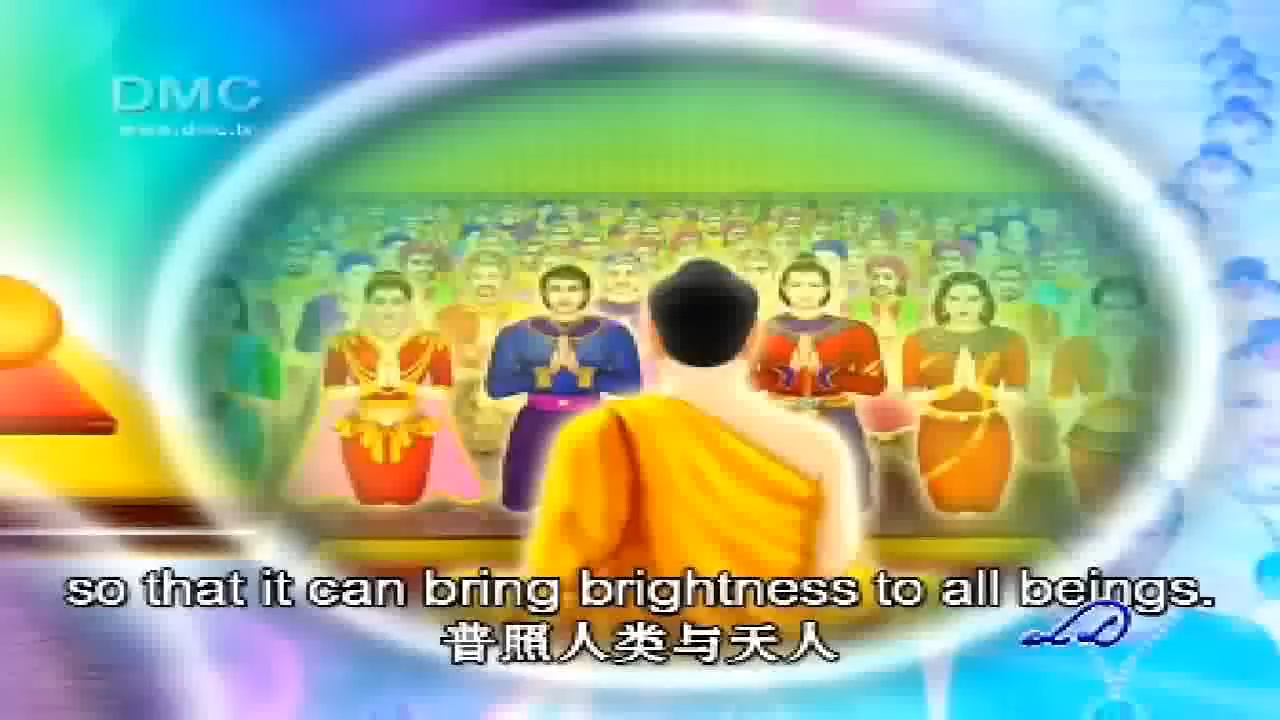 DMC
www.dmc.tv
so that it can bring brightness to all beings.
普照人类与天人